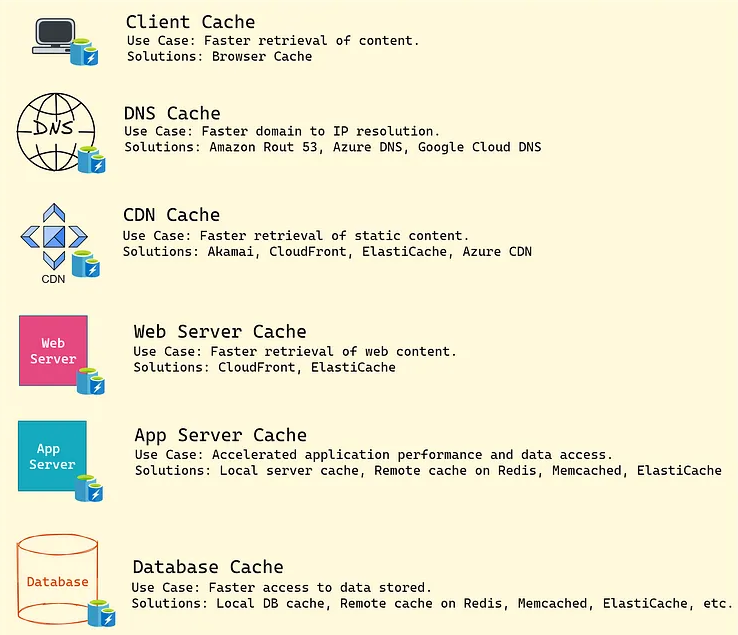 Client Cache
Use Case: Faster retrieval of content.
Solutions: Browser Cache
DNS
DNS Cache
Use Case: Faster domain to IP resolution.
Solutions: Amazon Rout 53, Azure DNS, Google Cloud DNS
CDN Cache
Use Case: Faster retrieval of static content.
Solutions: Akamai, CloudFront, ElastiCache, Azure CDN
CDN
Web
Server
Web Server Cache
Use Case: Faster retrieval of web content.
Solutions: CloudFront, ElastiCache
App
Server
App Server Cache
Use Case: Accelerated application performance and data access.
Solutions: Local server cache, Remote cache on Redis, Memcached, ElastiCache
Database
Database Cache
Use Case: Faster access to data stored.
Solutions: Local DB cache, Remote cache on Redis, Memcached, ElastiCache, etc.